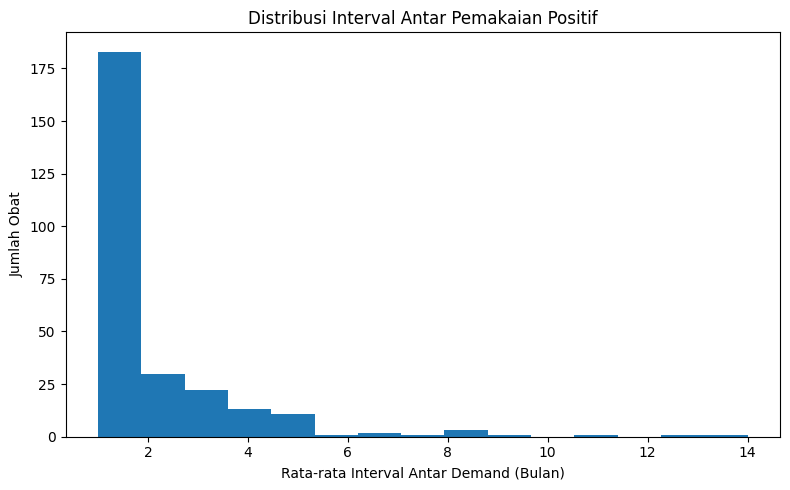 Distribusi Interval Antar Pemakaian Positif
175
150
125
100
75
50
25
0
Jumlah Obat
2 4 6 8 10 12 14
Rata-rata Interval Antar Demand (Bulan)